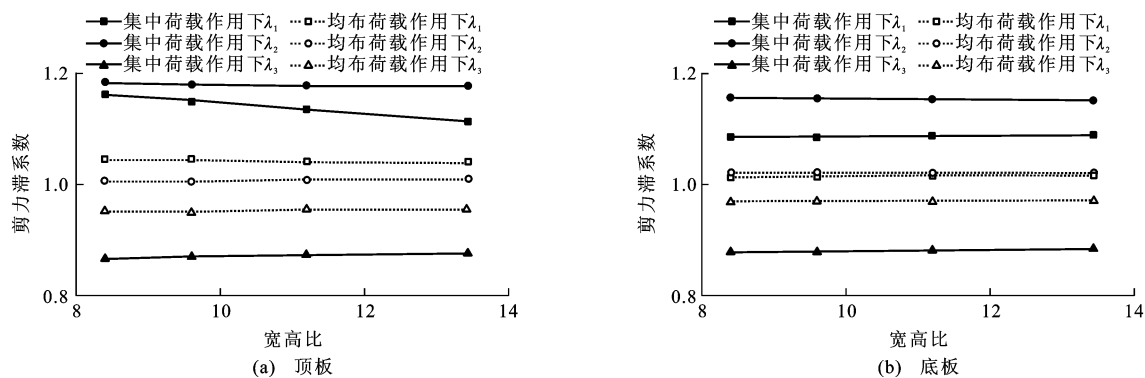 集中荷载作用下λ₁ 均布荷载作用下λ₁
集中荷载作用下λ₂ 均布荷载作用下λ₂
集中荷载作用下λ₃ 均布荷载作用下λ₃
1.2
1.0
0.8
剪力滞系数
8 10 12 14
宽高比
(a) 顶板
集中荷载作用下λ₁ 均布荷载作用下λ₁
集中荷载作用下λ₂ 均布荷载作用下λ₂
集中荷载作用下λ₃ 均布荷载作用下λ₃
1.2
1.0
0.8
剪力滞系数
8 10 12 14
宽高比
(b) 底板